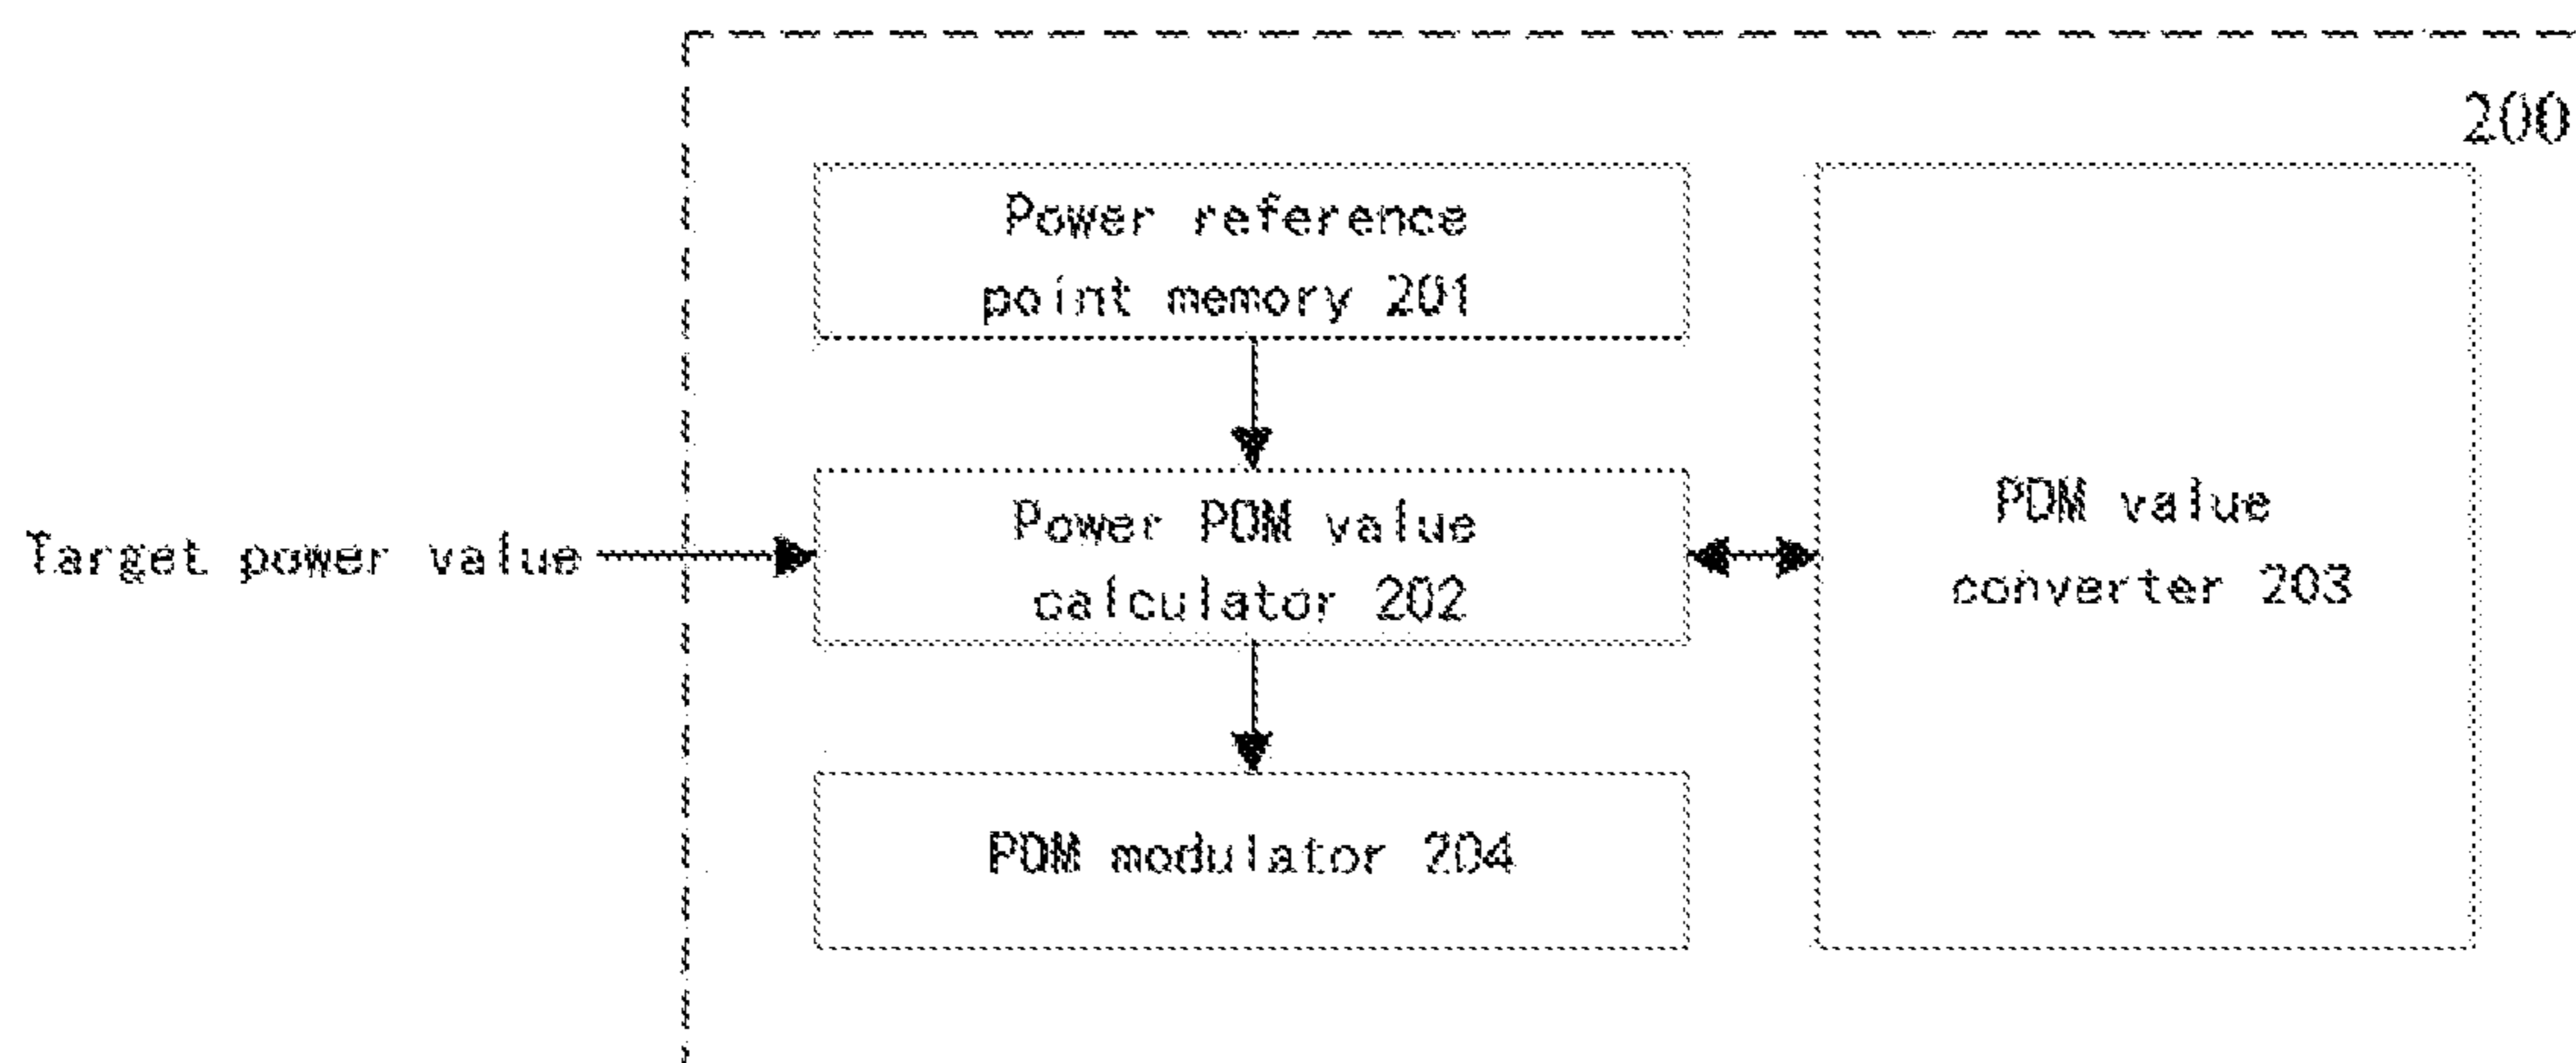 200
Power reference
point memory 201
Target power value
Power PDM value
calculator 202
PDM value
converter 203
PDM modulator 204